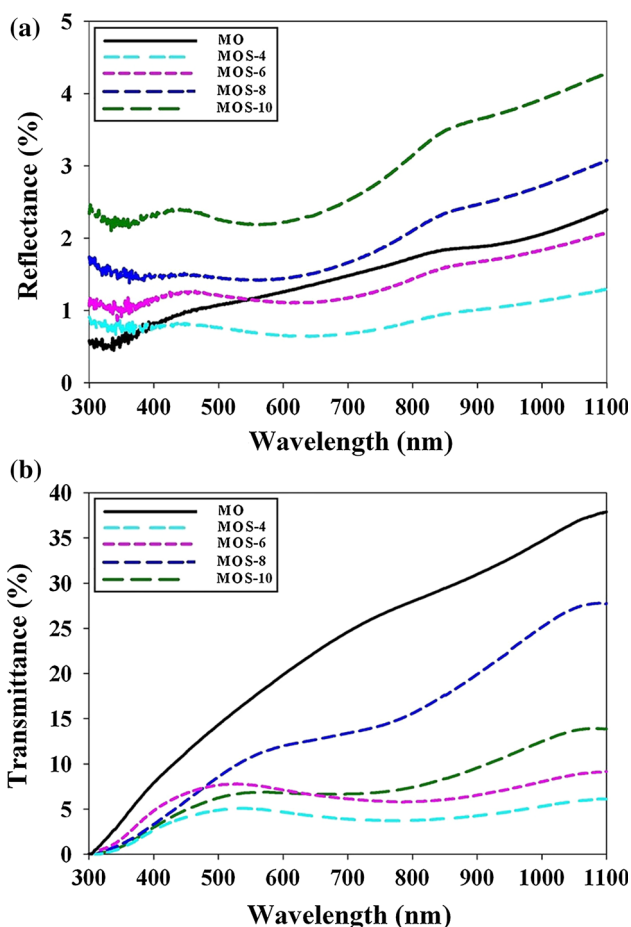 (a)
Reflectance (%)
5
4
3
2
1
0
MO
MOS-4
MOS-6
MOS-8
MOS-10
300 400 500 600 700 800 900 1000 1100
Wavelength (nm)
(b)
Transmittance (%)
40
35
30
25
20
15
10
5
0
MO
MOS-4
MOS-6
MOS-8
MOS-10
300 400 500 600 700 800 900 1000 1100
Wavelength (nm)